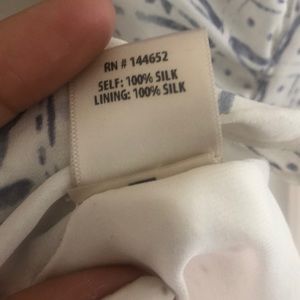 RN # 144652
SELF: 100% SILK
LINING: 100% SILK